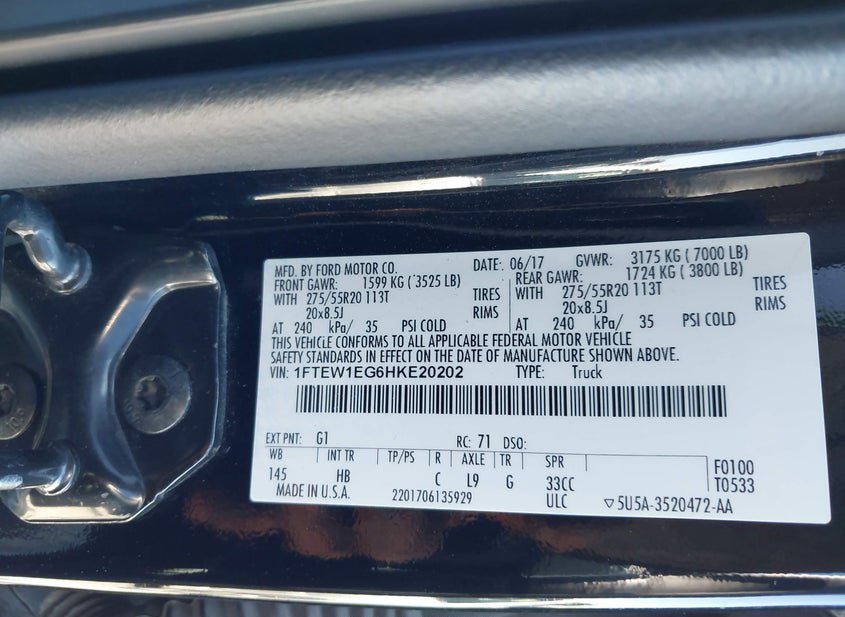 MFD. BY FORD MOTOR CO. DATE: 06/17 GVWR: 3175 KG ( 7000 LB)
FRONT GAWR: 1599 KG ( 3525 LB) REAR GAWR: 1724 KG ( 3800 LB)
WITH 275/55R20 113T TIRES WITH 275/55R20 113T TIRES
20x8.5J RIMS 20x8.5J RIMS
AT 240 kPa/ 35 PSI COLD AT 240 kPa/ 35 PSI COLD
THIS VEHICLE CONFORMS TO ALL APPLICABLE FEDERAL MOTOR VEHICLE
SAFETY STANDARDS IN EFFECT ON THE DATE OF MANUFACTURE SHOWN ABOVE.
VIN: 1FTEW1EG6HKE20202 TYPE: Truck
EXT PNT: G1 RC: 71 DSO:
WB INT TR TP/PS R AXLE TR SPR F0100
145 HB C L9 G 33CC T0533
MADE IN U.S.A. 2201706135929 ULC ▽5U5A-3520472-AA